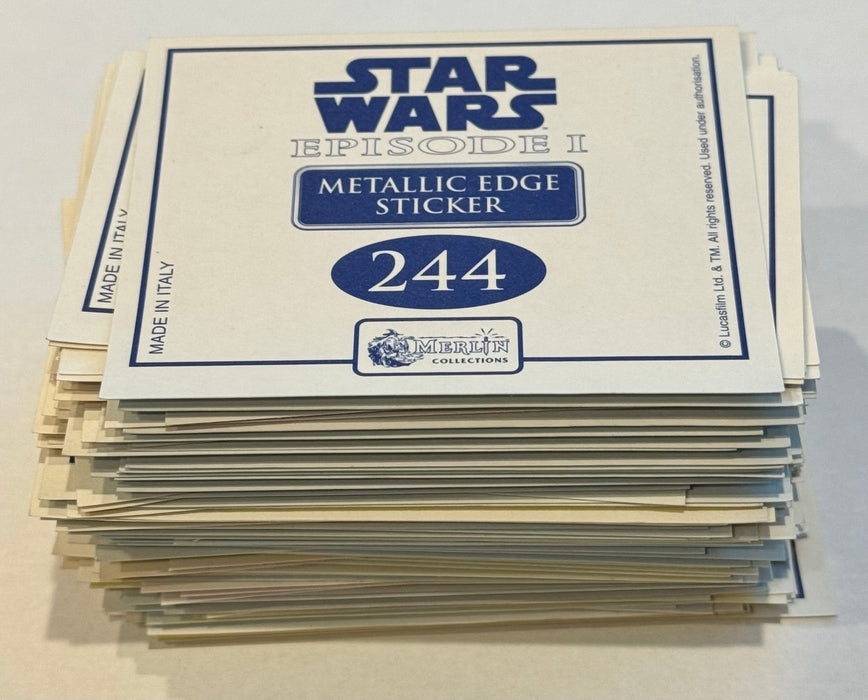 STAR
WARS
EPISODE I
METALLIC EDGE
STICKER
244
MERLIN
COLLECTIONS
MADE IN ITALY
© Lucasfilm Ltd. & TM. All rights reserved. Used under authorisation.
MADE IN ITALY